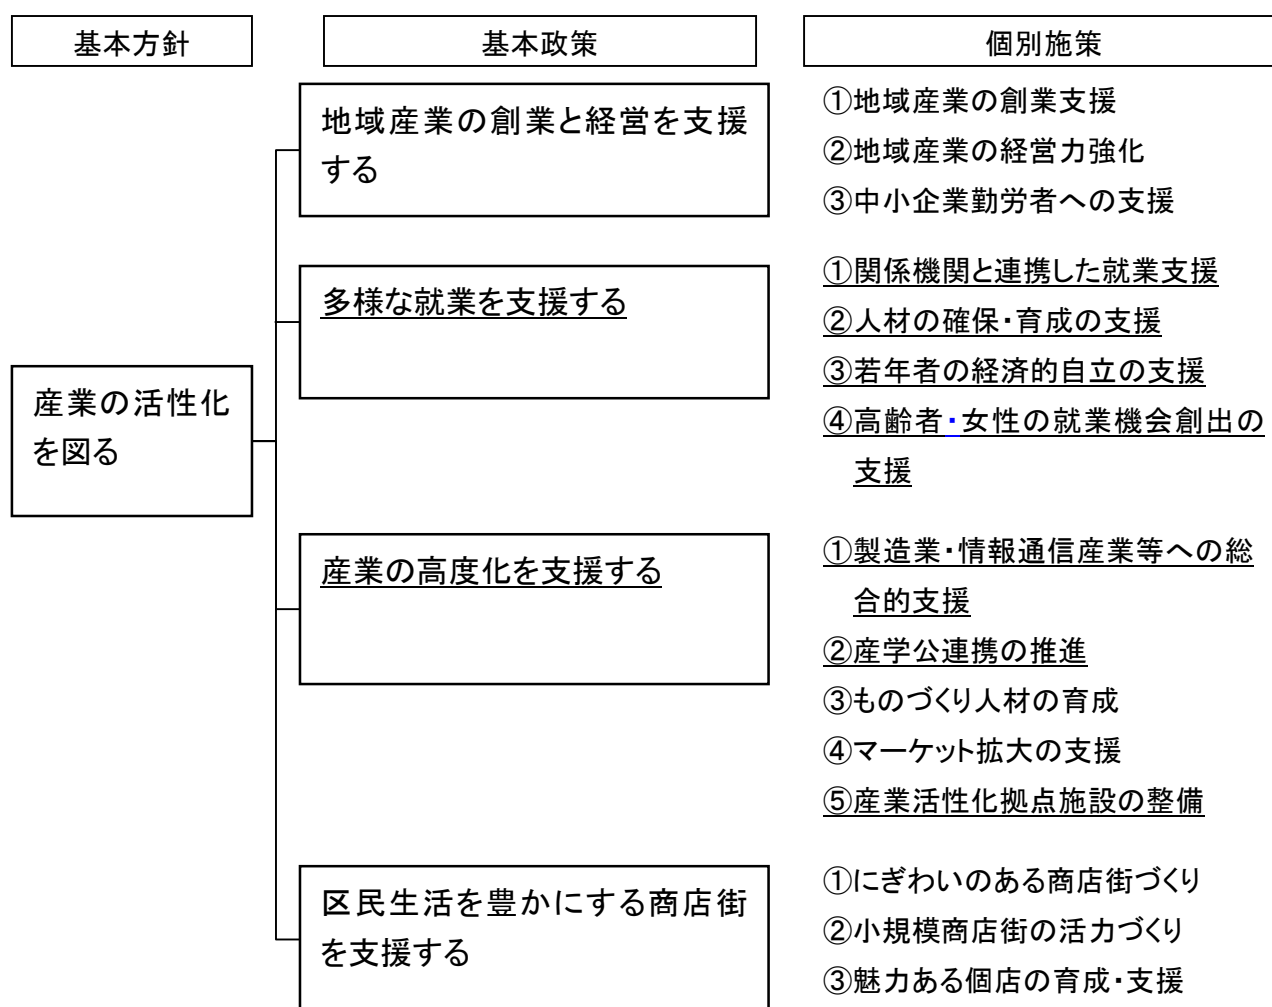 基本方針
基本政策
個別施策
産業の活性化
を図る
地域産業の創業と経営を支援
する
①地域産業の創業支援
②地域産業の経営力強化
③中小企業勤労者への支援
多様な就業を支援する
①関係機関と連携した就業支援
②人材の確保・育成の支援
③若年者の経済的自立の支援
④高齢者・女性の就業機会創出の
支援
産業の高度化を支援する
①製造業・情報通信産業等への総
合的支援
②産学公連携の推進
③ものづくり人材の育成
④マーケット拡大の支援
⑤産業活性化拠点施設の整備
区民生活を豊かにする商店街
を支援する
①にぎわいのある商店街づくり
②小規模商店街の活力づくり
③魅力ある個店の育成・支援